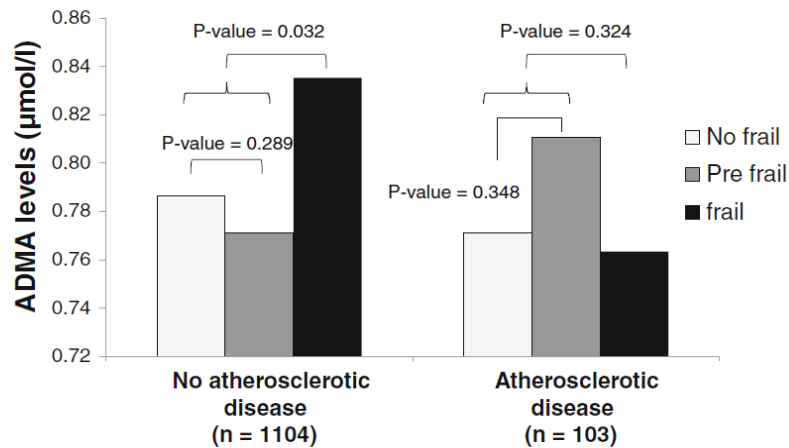 0.86
0.84
0.82
0.80
0.78
0.76
0.74
0.72
ADMA levels (µmol/l)
P-value = 0.032
P-value = 0.289
P-value = 0.324
P-value = 0.348
No frail
Pre frail
frail
No atherosclerotic
disease
(n = 1104)
Atherosclerotic
disease
(n = 103)